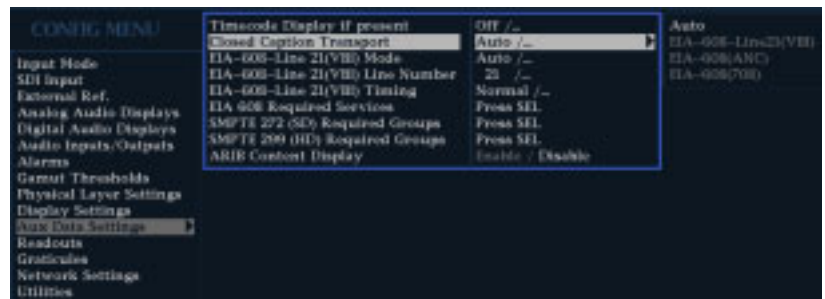 CONFIG MENU
Input Mode
SDI Input
External Ref.
Analog Audio Displays
Digital Audio Displays
Audio Inputs/Outputs
Alarms
Gamut Thresholds
Physical Layer Settings
Display Settings
Aux Data Settings
Readouts
Graticules
Network Settings
Utilities
Timecode Display if present Off /...
Closed Caption Transport Auto /...
EIA-608-Line 21(VBI) Mode Auto /...
EIA-608-Line 21(VBI) Line Number 21 /...
EIA-608-Line 21(VBI) Timing Normal /...
EIA 608 Required Services Press SEL
SMPTE 272 (SD) Required Groups Press SEL
SMPTE 299 (HD) Required Groups Press SEL
ARIB Content Display Enable / Disable
Auto
EIA-608-Line21(VBI)
EIA-608(ANC)
EIA-608(708)